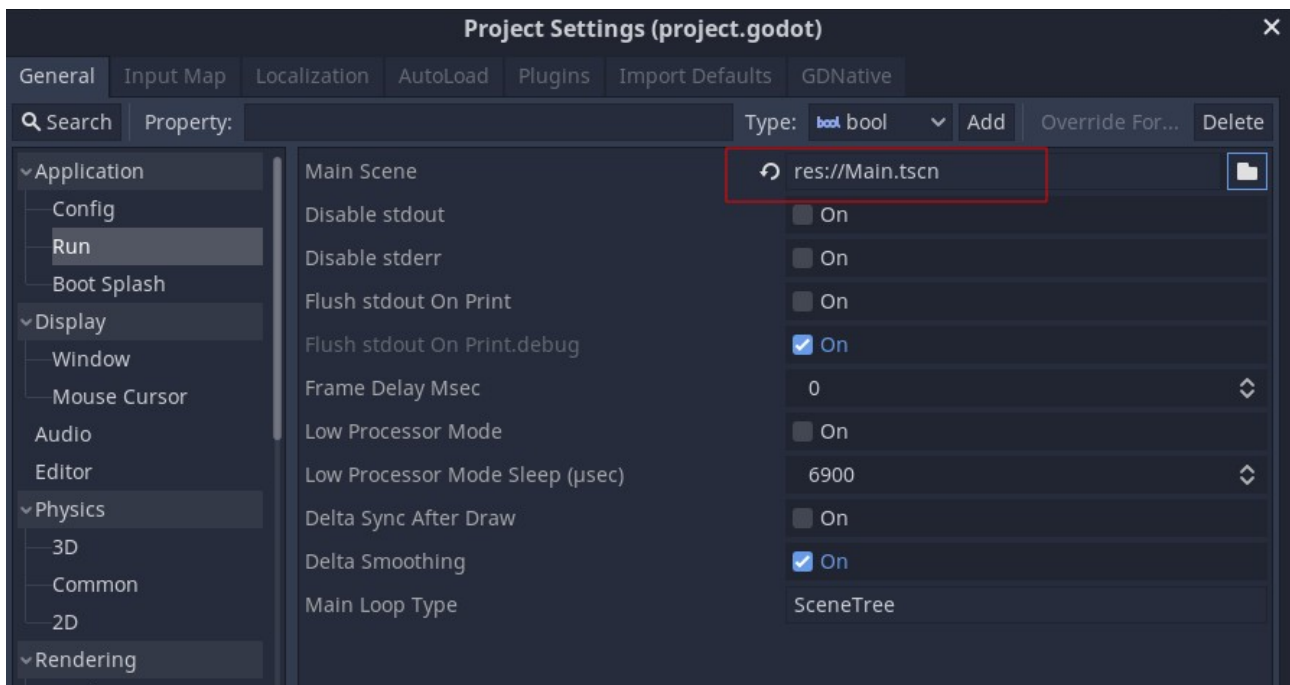 Project Settings (project.godot)
General Input Map Localization AutoLoad Plugins Import Defaults GDNative
Search Property: Type: bool bool Add Override For... Delete
Application
Config
Run
Boot Splash
Display
Window
Mouse Cursor
Audio
Editor
Physics
3D
Common
2D
Rendering
Main Scene res://Main.tscn
Disable stdout On
Disable stderr On
Flush stdout On Print On
Flush stdout On Print.debug On
Frame Delay Msec 0
Low Processor Mode On
Low Processor Mode Sleep (µsec) 6900
Delta Sync After Draw On
Delta Smoothing On
Main Loop Type SceneTree